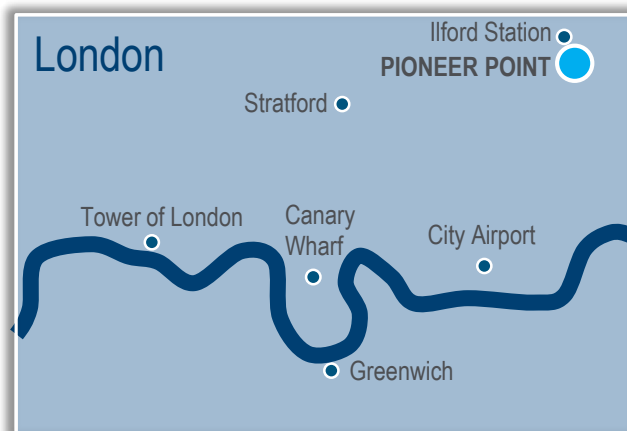 London
Ilford Station
PIONEER POINT
Stratford
Tower of London
Canary
Wharf
City Airport
Greenwich